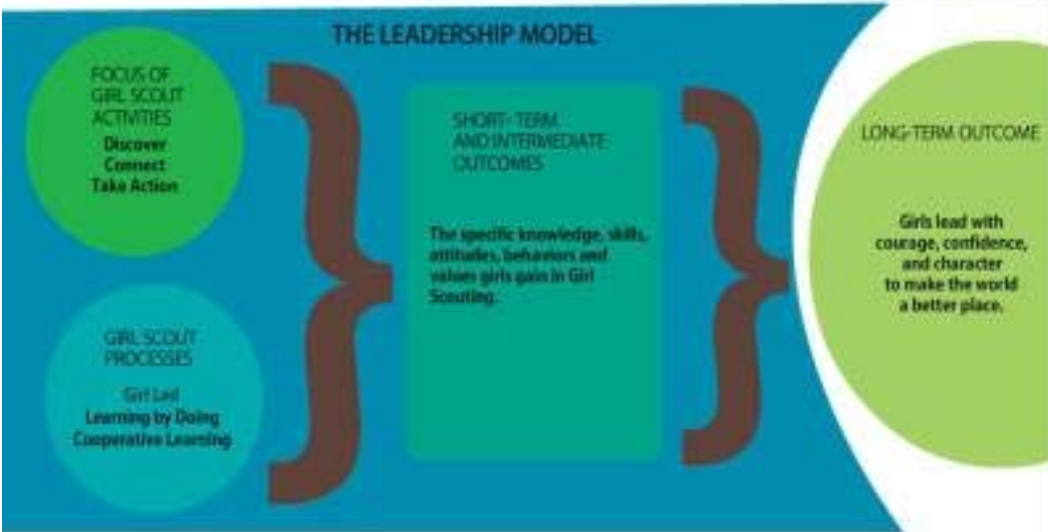 THE LEADERSHIP MODEL
FOCUS OF
GIRL SCOUT
ACTIVITIES
Discover
Connect
Take Action
GIRL SCOUT
PROCESSES
Girl Led
Learning by Doing
Cooperative Learning
SHORT- TERM
AND INTERMEDIATE
OUTCOMES
The specific knowledge, skills,
attitudes, behaviors and
values girls gain in Girl
Scouting.
LONG-TERM OUTCOME
Girls lead with
courage, confidence,
and character
to make the world
a better place.